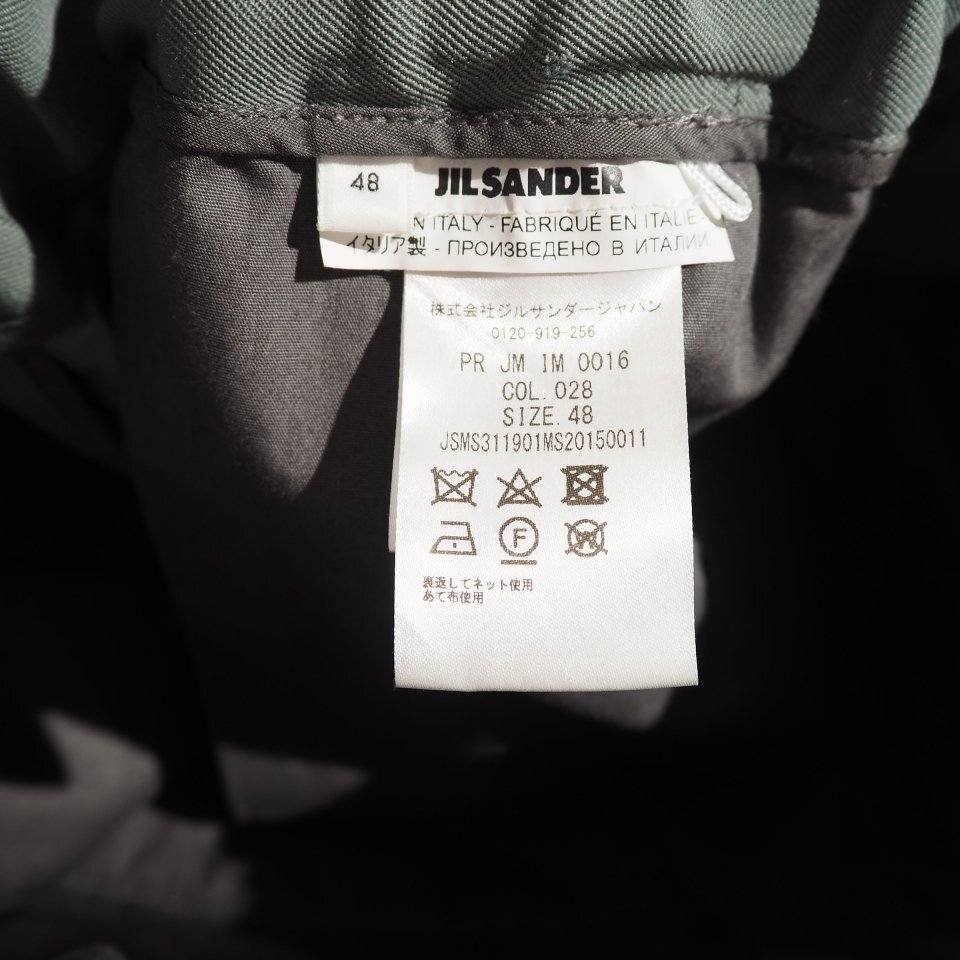 48
JIL SANDER
N ITALY - FABRIQUÉ EN ITALIE
イタリア製 - ПРОИЗВЕДЕНО В ИТАЛИИ
株式会社ジルサンダージャパン
0120-919-256
PR JM IM 0016
COL. 028
SIZE. 48
JSMS311901MS20150011
F
W
裏返してネット使用
あて布使用